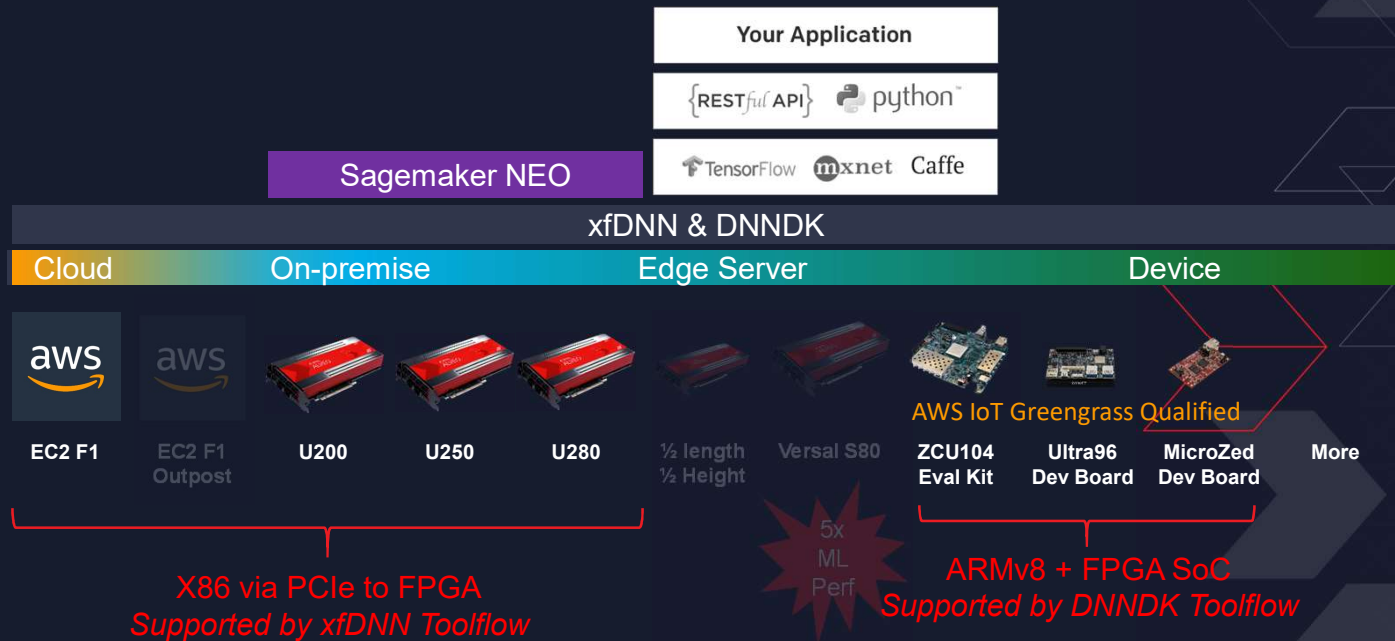 Your Application
{RESTful API} python™
TensorFlow mxnet Caffe
Sagemaker NEO
xfDNN & DNNDK
Cloud On-premise Edge Server Device
aws aws
AWS IoT Greengrass Qualified
EC2 F1 EC2 F1 Outpost U200 U250 U280 ½ length ½ Height Versal S80 ZCU104 Eval Kit Ultra96 Dev Board MicroZed Dev Board More
5x
ML
Perf
X86 via PCIe to FPGA
Supported by xfDNN Toolflow
ARMv8 + FPGA SoC
Supported by DNNDK Toolflow